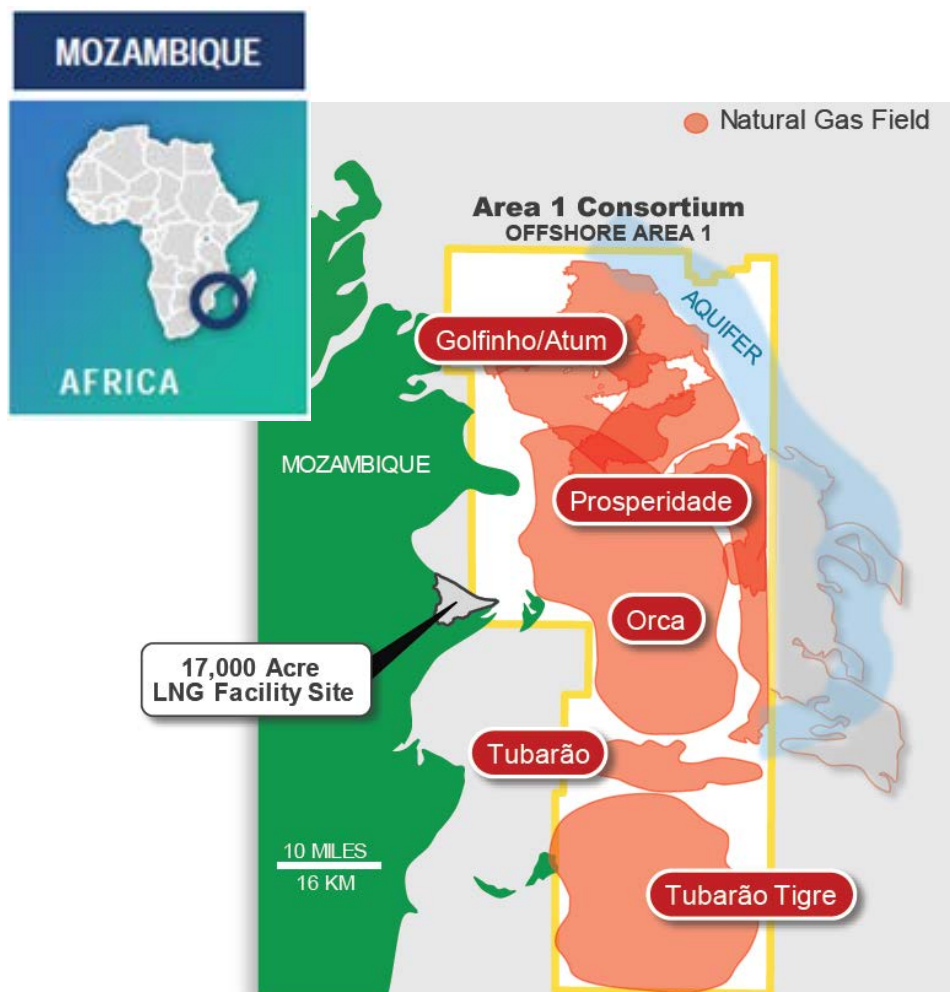 MOZAMBIQUE
AFRICA
Natural Gas Field
Area 1 Consortium
OFFSHORE AREA 1
AQUIFER
Golfinho/Atum
MOZAMBIQUE
Prosperidade
Orca
17,000 Acre
LNG Facility Site
Tubarão
10 MILES
16 KM
Tubarão Tigre